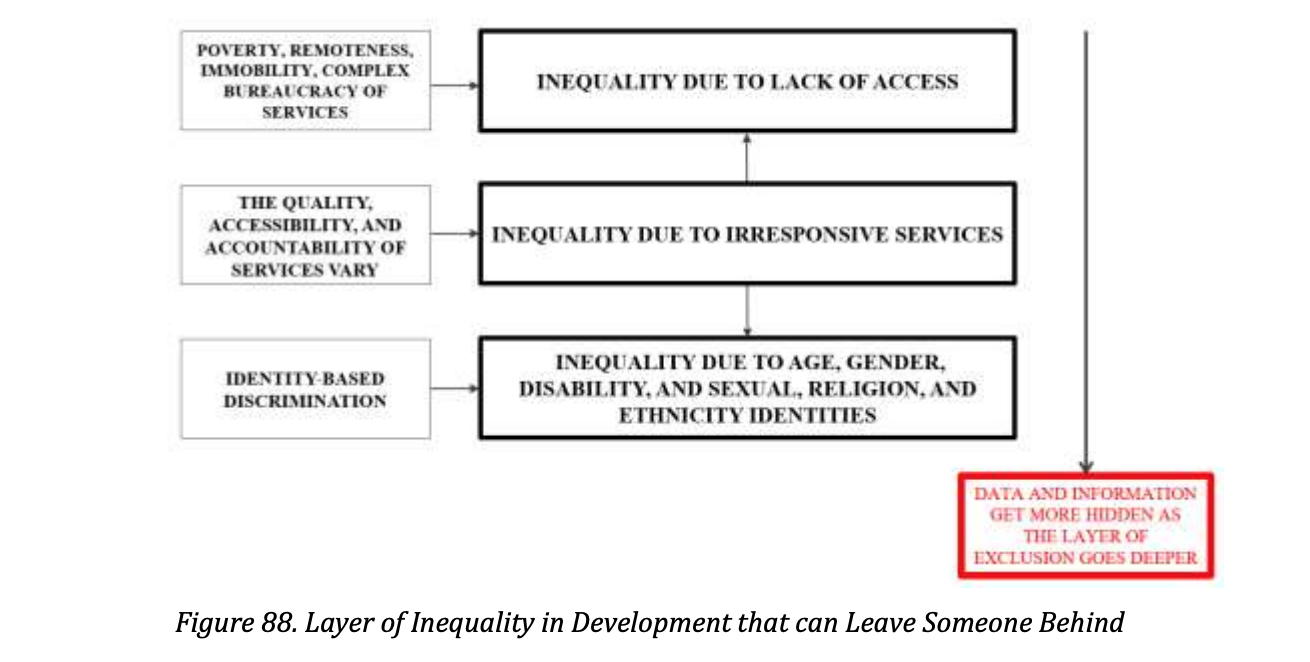 POVERTY, REMOTENESS,
IMMOBILITY, COMPLEX
BUREAUCRACY OF
SERVICES
INEQUALITY DUE TO LACK OF ACCESS
THE QUALITY,
ACCESSIBILITY, AND
ACCOUNTABILITY OF
SERVICES VARY
INEQUALITY DUE TO IRRESPONSIVE SERVICES
IDENTITY-BASED
DISCRIMINATION
INEQUALITY DUE TO AGE, GENDER,
DISABILITY, AND SEXUAL, RELIGION, AND
ETHNICITY IDENTITIES
DATA AND INFORMATION
GET MORE HIDDEN AS
THE LAYER OF
EXCLUSION GOES DEEPER
Figure 88. Layer of Inequality in Development that can Leave Someone Behind